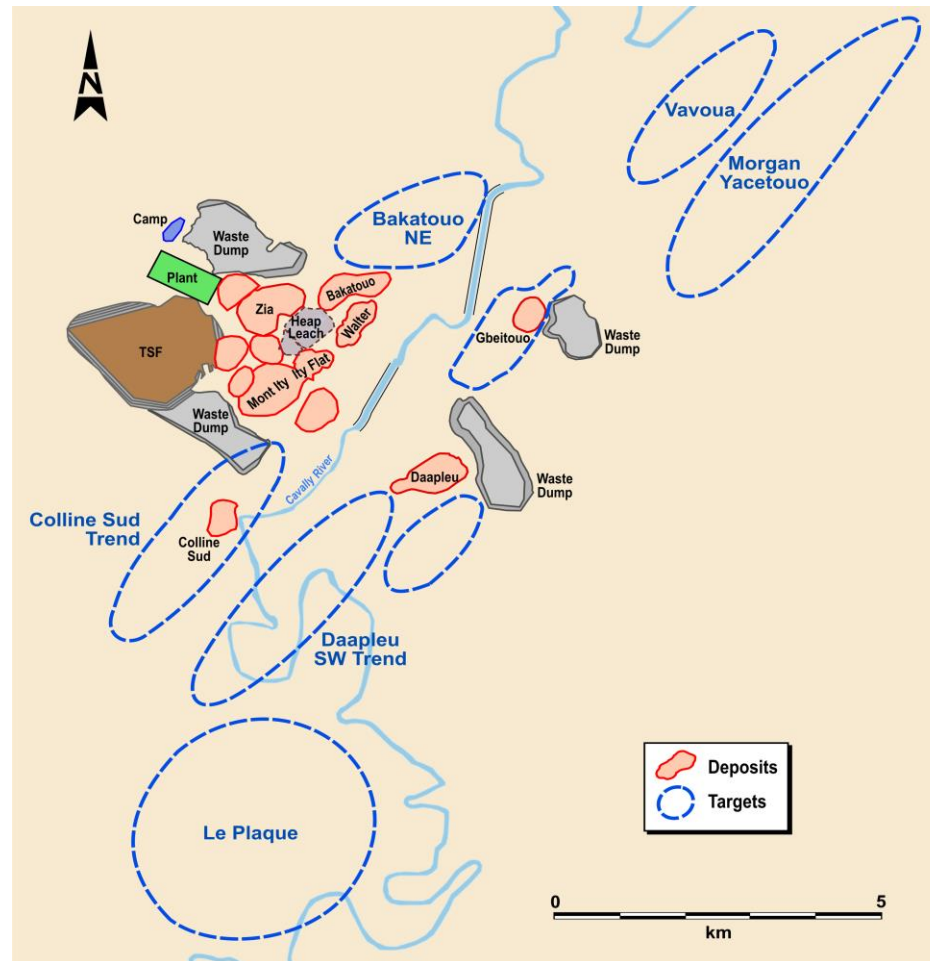 N
Vavoua
Morgan
Yacetouo
Bakatouo
NE
Camp
Waste
Dump
Plant
Bakatouo
Zia
Heap
Leach
Walter
Gbeitouo
Waste
Dump
TSF
Ity Flat
Mont Ity
Waste
Dump
Cavally River
Daapleu
Waste
Dump
Colline Sud
Trend
Colline
Sud
Daapleu
SW Trend
Le Plaque
Deposits
Targets
0 5
km